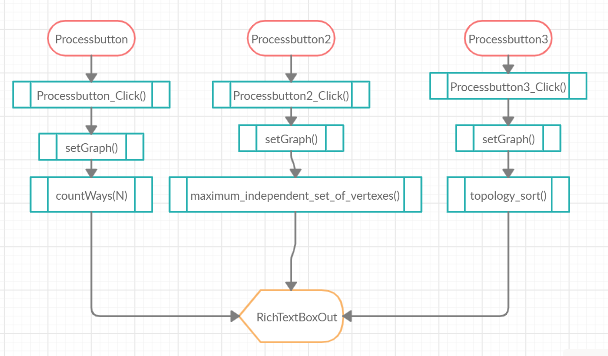 Processbutton
Processbutton2
Processbutton3
Processbutton_Click()
Processbutton2_Click()
Processbutton3_Click()
setGraph()
setGraph()
setGraph()
countWays(N)
maximum_independent_set_of_vertexes()
topology_sort()
RichTextBoxOut